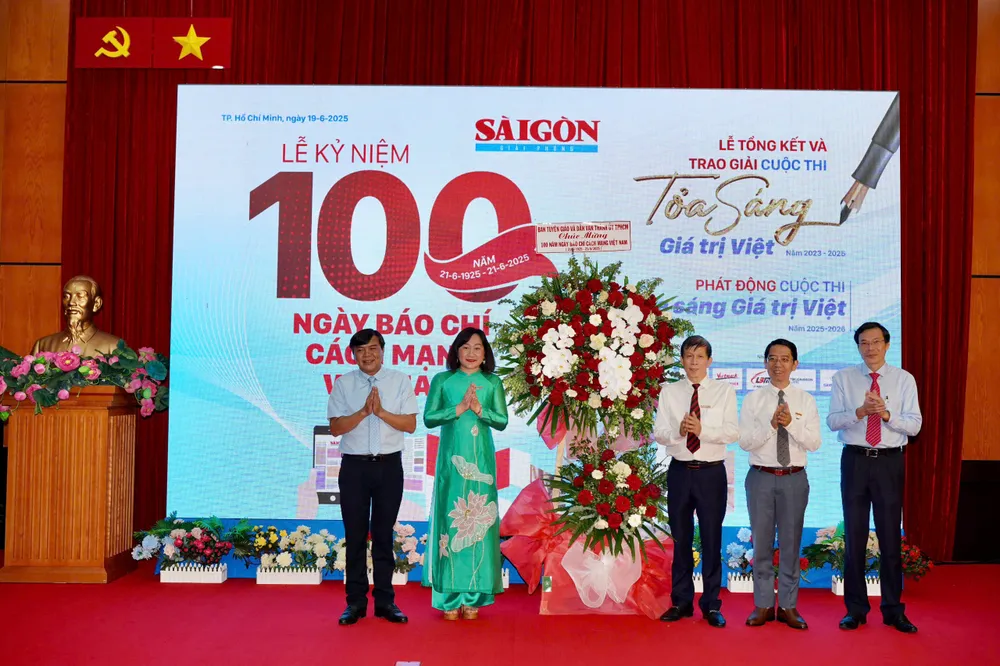 TP. Hồ Chí Minh, ngày 19-6-2025
LỄ KỶ NIỆM
100
NĂM
21-6-1925 - 21-6-2025
NGÀY BÁO CHÍ
SÀI GÒN
GIẢI PHÓNG
BAN TUYÊN GIÁO VÀ DÂN VẬN THÀNH ỦY TPHCM
Chúc Mừng
100 NĂM NGÀY BÁO CHÍ CÁCH MẠNG VIỆT NAM
LỄ TỔNG KẾT VÀ
TRAO GIẢI CUỘC THI
Tỏa Sáng
Giá trị Việt
Năm 2023 - 2025
PHÁT ĐỘNG CUỘC THI
sáng Giá trị Việt
Năm 2025-2026